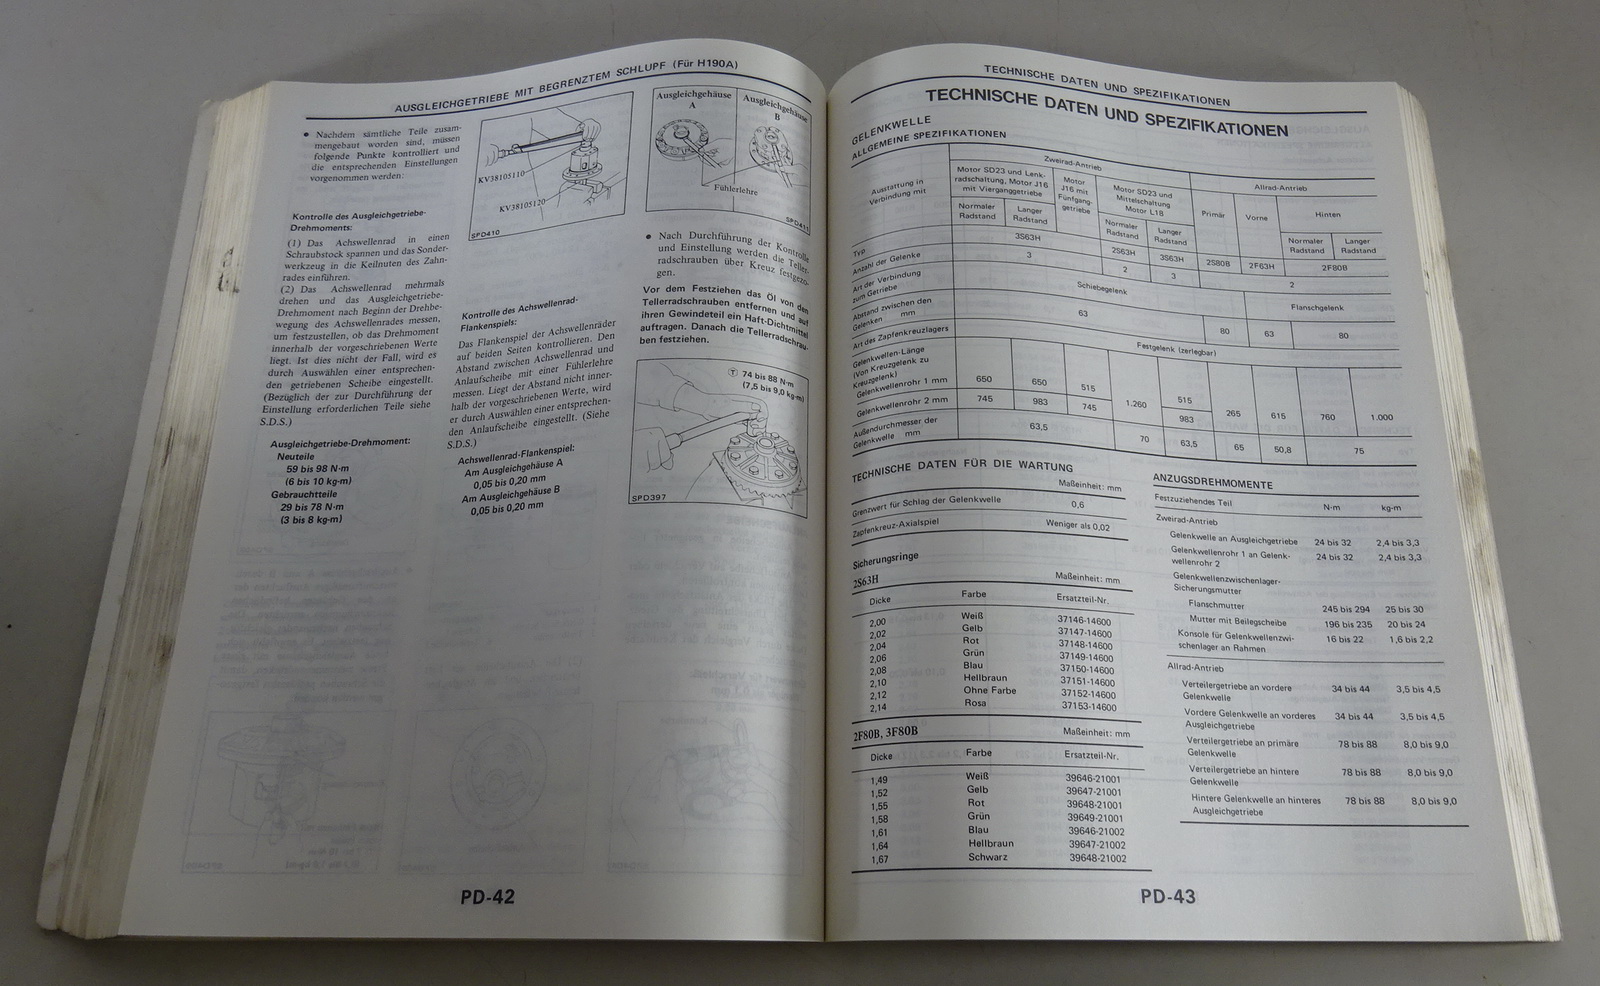 AUSGLEICHGETRIEBE MIT BEGRENZTEM SCHLUPF (Für H190A)
● Nachdem sämtliche Teile zusam-
mengebaut worden sind, müssen
folgende Punkte kontrolliert und
die entsprechenden Einstellungen
vorgenommen werden:
Kontrolle des Ausgleichgetriebe-
Drehmoments:
(1) Das Achswellenrad in einen
Schraubstock spannen und das Sonder-
werkzeug in die Keilnuten des Zahn-
rades einführen.
(2) Das Achswellenrad mehrmals
drehen und das Ausgleichgetriebe-
Drehmoment nach Beginn der Drehbe-
wegung des Achswellenrades messen,
um festzustellen, ob das Drehmoment
innerhalb der vorgeschriebenen Werte
liegt. Ist dies nicht der Fall, wird es
durch Auswählen einer entsprechen-
den getriebenen Scheibe eingestellt.
(Bezüglich der zur Durchführung der
Einstellung erforderlichen Teile siehe
S.D.S.)
Ausgleichgetriebe-Drehmoment:
Neuteile
59 bis 98 N·m
(6 bis 10 kg-m)
Gebrauchtteile
29 bis 78 N·m
(3 bis 8 kg-m)
KV38105110
KV38105120
SPD410
Kontrolle des Achswellenrad-
Flankenspiels:
Das Flankenspiel der Achswellenräder
auf beiden Seiten kontrollieren. Den
Abstand zwischen Achswellenrad und
Anlaufscheibe mit einer Fühlerlehre
messen. Liegt der Abstand nicht inner-
halb der vorgeschriebenen Werte, wird
er durch Auswählen einer entsprechen-
den Anlaufscheibe eingestellt. (Siehe
S.D.S.)
Achswellenrad-Flankenspiel:
Am Ausgleichgehäuse A
0,05 bis 0,20 mm
Am Ausgleichgehäuse B
0,05 bis 0,20 mm
Ausgleichgehäuse Ausgleichgehäuse
A B
Fühlerlehre
SPD411
● Nach Durchführung der Kontrolle
und Einstellung werden die Teller-
radschrauben über Kreuz festgezo-
gen.
Vor dem Festziehen das Öl von den
Tellerradschrauben entfernen und auf
ihren Gewindeteil ein Haft-Dichtmittel
auftragen. Danach die Tellerradschrau-
ben festziehen.
Ⓣ 74 bis 88 N·m
(7,5 bis 9,0 kg-m)
SPD397
PD-42
TECHNISCHE DATEN UND SPEZIFIKATIONEN
TECHNISCHE DATEN UND SPEZIFIKATIONEN
GELENKWELLE
ALLGEMEINE SPEZIFIKATIONEN
Zweirad-Antrieb Allrad-Antrieb
Ausstattung in
Verbindung mit
Motor SD23 und Lenk-
radschaltung, Motor J16
mit Vierganggetriebe
Motor
J16 mit
Fünfgang-
getriebe
Motor SD23 und
Mittelschaltung
Motor L18
Primär Vorne Hinten
Normaler
Radstand
Langer
Radstand
Normaler
Radstand
Langer
Radstand
Normaler
Radstand
Langer
Radstand
Typ 3S63H 2S63H 3S63H 2S80B 2F63H 2F80B
Anzahl der Gelenke 3 2 3 2
Art der Verbindung
zum Getriebe
Schiebegelenk Flanschgelenk
Abstand zwischen den
Gelenken mm
63 80 63 80
Art des Zapfenkreuzlagers Festgelenk (zerlegbar)
Gelenkwellen-Länge
(Von Kreuzgelenk zu
Kreuzgelenk)
Gelenkwellenrohr 1 mm 650 650 515 1.260 515 265 615 760 1.000
Gelenkwellenrohr 2 mm 745 983 745 983
Außendurchmesser der
Gelenkwelle mm
63,5 70 63,5 65 50,8 75
TECHNISCHE DATEN FÜR DIE WARTUNG
Maßeinheit: mm
Grenzwert für Schlag der Gelenkwelle 0,6
Zapfenkreuz-Axialspiel Weniger als 0,02
Sicherungsringe
2S63H Maßeinheit: mm
Dicke Farbe Ersatzteil-Nr.
2,00 Weiß 37146-14600
2,02 Gelb 37147-14600
2,04 Rot 37148-14600
2,06 Grün 37149-14600
2,08 Blau 37150-14600
2,10 Hellbraun 37151-14600
2,12 Ohne Farbe 37152-14600
2,14 Rosa 37153-14600
2F80B, 3F80B Maßeinheit: mm
Dicke Farbe Ersatzteil-Nr.
1,49 Weiß 39646-21001
1,52 Gelb 39647-21001
1,55 Rot 39648-21001
1,58 Grün 39649-21001
1,61 Blau 39646-21002
1,64 Hellbraun 39647-21002
1,67 Schwarz 39648-21002
ANZUGSDREHMOMENTE
Festzuziehendes Teil N·m kg-m
Zweirad-Antrieb
Gelenkwelle an Ausgleichgetriebe 24 bis 32 2,4 bis 3,3
Gelenkwellenrohr 1 an Gelenk- 24 bis 32 2,4 bis 3,3
wellenrohr 2
Gelenkwellenzwischenlager-
Sicherungsmutter
Flanschmutter 245 bis 294 25 bis 30
Mutter mit Beilegscheibe 196 bis 235 20 bis 24
Konsole für Gelenkwellenzwi- 16 bis 22 1,6 bis 2,2
schenlager an Rahmen
Allrad-Antrieb
Verteilergetriebe an vordere 34 bis 44 3,5 bis 4,5
Gelenkwelle
Vordere Gelenkwelle an vorderes 34 bis 44 3,5 bis 4,5
Ausgleichgetriebe
Verteilergetriebe an primäre 78 bis 88 8,0 bis 9,0
Gelenkwelle
Verteilergetriebe an hintere 78 bis 88 8,0 bis 9,0
Gelenkwelle
Hintere Gelenkwelle an hinteres 78 bis 88 8,0 bis 9,0
Ausgleichgetriebe
PD-43